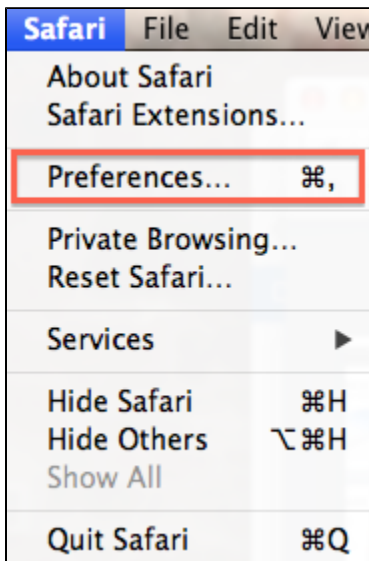 Safari File Edit View
About Safari
Safari Extensions...
Preferences... ⌘,
Private Browsing...
Reset Safari...
Services ▶
Hide Safari ⌘H
Hide Others ⌥⌘H
Show All
Quit Safari ⌘Q